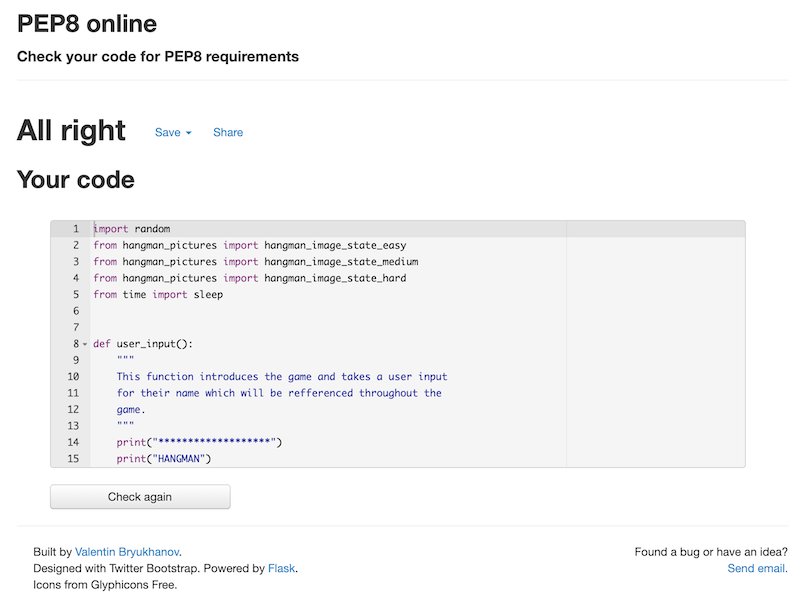 PEP8 online
Check your code for PEP8 requirements
All right
Save
Share
Your code
1 import random
2 from hangman_pictures import hangman_image_state_easy
3 from hangman_pictures import hangman_image_state_medium
4 from hangman_pictures import hangman_image_state_hard
5 from time import sleep
6
7
8 def user_input():
9 """
10 This function introduces the game and takes a user input
11 for their name which will be refferenced throughout the
12 game.
13 """
14 print("*******************")
15 print("HANGMAN")
Check again
Built by Valentin Bryukhanov.
Designed with Twitter Bootstrap. Powered by Flask.
Icons from Glyphicons Free.
Found a bug or have an idea?
Send email.